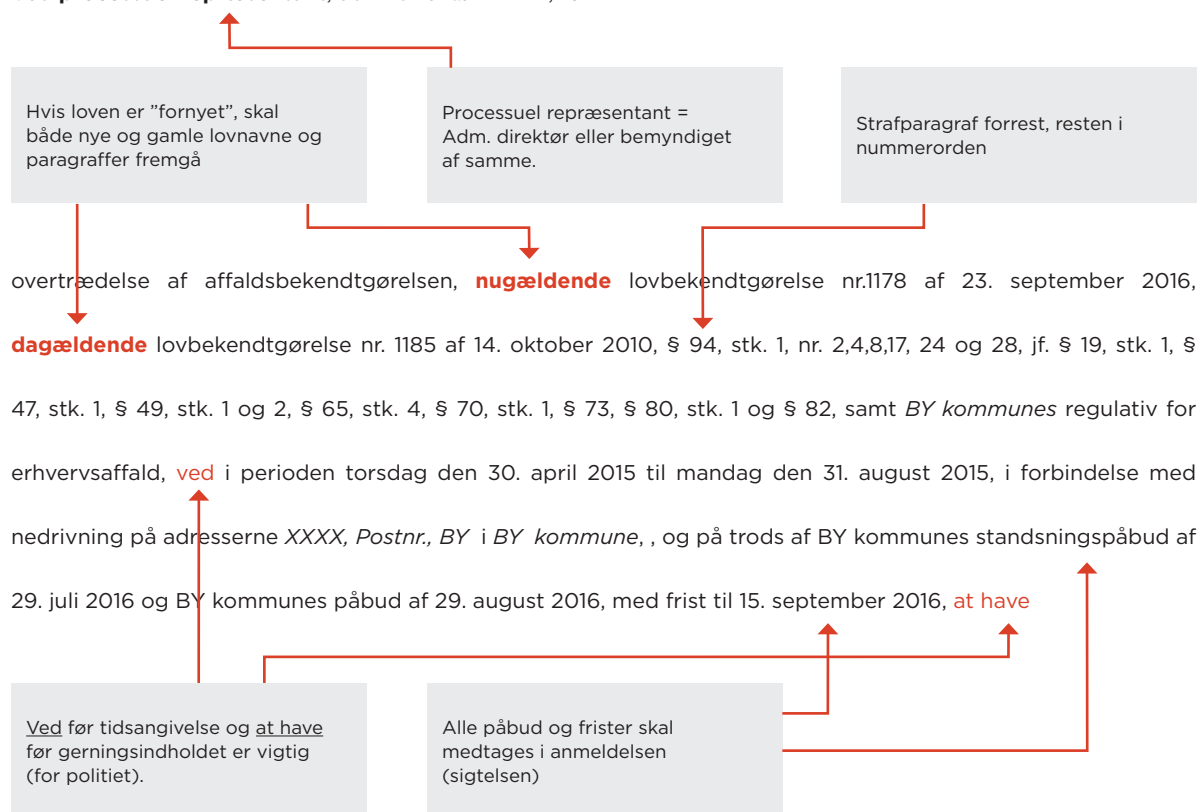 Hvis loven er ”fornyet”, skal
både nye og gamle lovnavne og
paragraffer fremgå
Processuel repræsentant =
Adm. direktør eller bemyndiget
af samme.
Strafparagraf forrest, resten i
nummerorden
overtrædelse af affaldsbekendtgørelsen, nugældende lovbekendtgørelse nr.1178 af 23. september 2016,
dagældende lovbekendtgørelse nr. 1185 af 14. oktober 2010, § 94, stk. 1, nr. 2,4,8,17, 24 og 28, jf. § 19, stk. 1, §
47, stk. 1, § 49, stk. 1 og 2, § 65, stk. 4, § 70, stk. 1, § 73, § 80, stk. 1 og § 82, samt BY kommunes regulativ for
erhvervsaffald, ved i perioden torsdag den 30. april 2015 til mandag den 31. august 2015, i forbindelse med
nedrivning på adresserne XXXX, Postnr., BY i BY kommune, , og på trods af BY kommunes standsningspåbud af
29. juli 2016 og BY kommunes påbud af 29. august 2016, med frist til 15. september 2016, at have
Ved før tidsangivelse og at have
før gerningsindholdet er vigtig
(for politiet).
Alle påbud og frister skal
medtages i anmeldelsen
(sigtelsen)